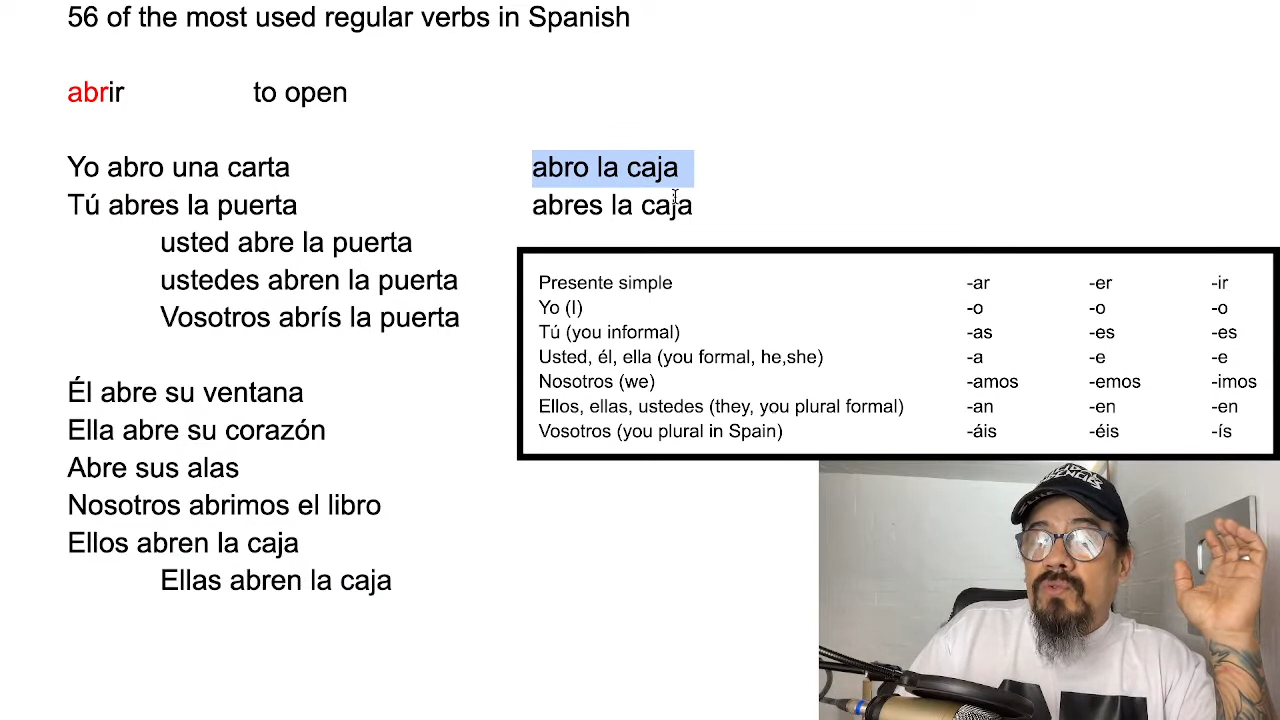 56 of the most used regular verbs in Spanish
abrir to open
Yo abro una carta abro la caja
Tú abres la puerta abres la caja
usted abre la puerta
ustedes abren la puerta
Vosotros abrís la puerta
Él abre su ventana
Ella abre su corazón
Abre sus alas
Nosotros abrimos el libro
Ellos abren la caja
Ellas abren la caja
Presente simple -ar -er -ir
Yo (I) -o -o -o
Tú (you informal) -as -es -es
Usted, él, ella (you formal, he,she) -a -e -e
Nosotros (we) -amos -emos -imos
Ellos, ellas, ustedes (they, you plural formal) -an -en -en
Vosotros (you plural in Spain) -áis -éis -ís